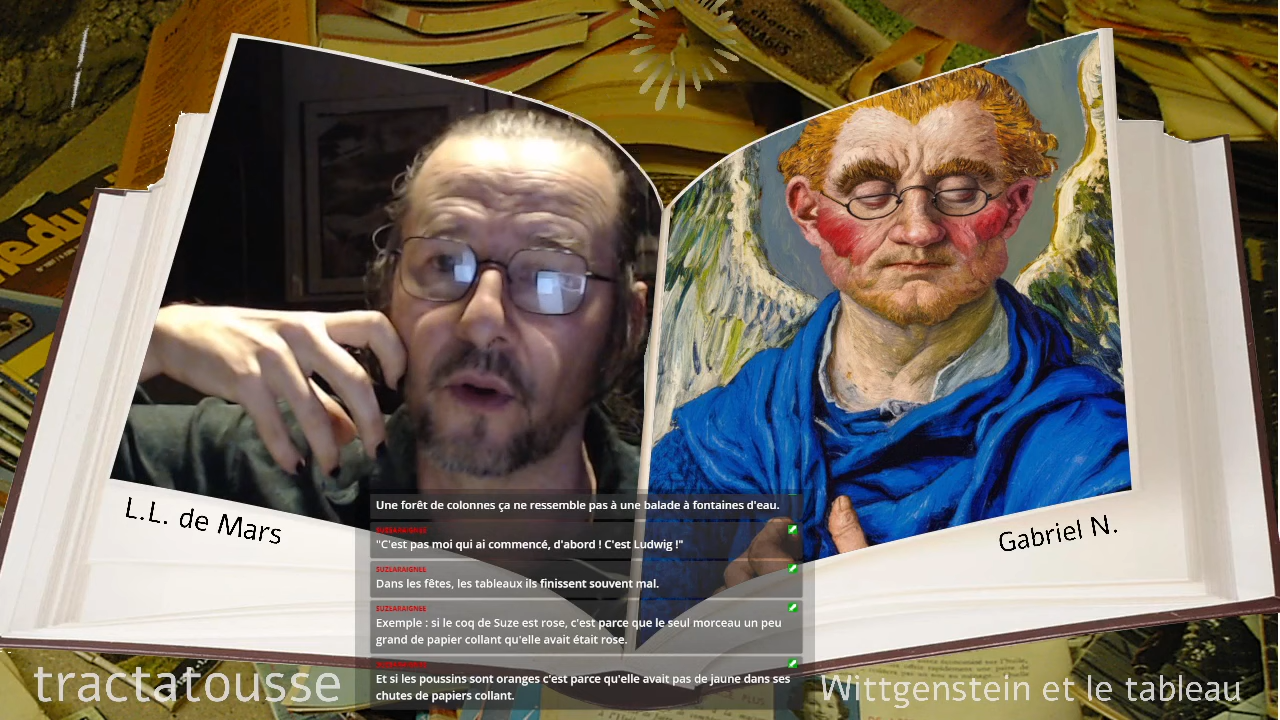 L.L. de Mars
Gabriel N.
Une forêt de colonnes ça ne ressemble pas à une balade à fontaines d'eau.
SUZEARAIGNEE
"C'est pas moi qui ai commencé, d'abord ! C'est Ludwig !"
SUZEARAIGNEE
Dans les fêtes, les tableaux ils finissent souvent mal.
SUZEARAIGNEE
Exemple : si le coq de Suze est rose, c'est parce que le seul morceau un peu
grand de papier collant qu'elle avait était rose.
Et si les poussins sont oranges c'est parce qu'elle avait pas de jaune dans ses
chutes de papiers collant.
tractatousse
Wittgenstein et le tableau